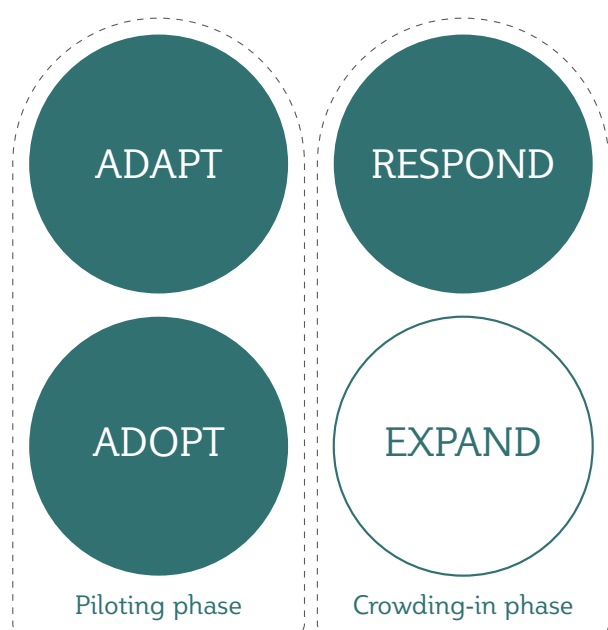 ADAPT
RESPOND
ADOPT
EXPAND
Piloting phase
Crowding-in phase